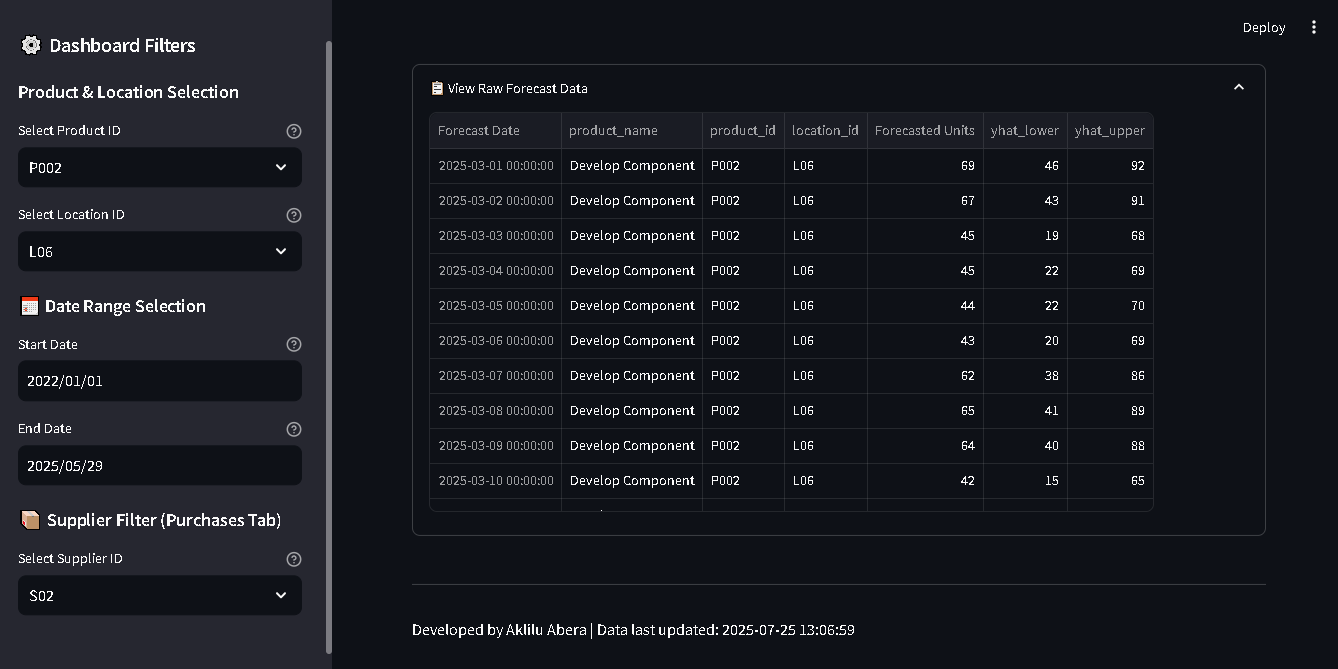 Dashboard Filters
Product & Location Selection
Select Product ID
P002
Select Location ID
L06
Date Range Selection
Start Date
2022/01/01
End Date
2025/05/29
Supplier Filter (Purchases Tab)
Select Supplier ID
S02
Deploy
View Raw Forecast Data
Forecast Date product_name product_id location_id Forecasted Units yhat_lower yhat_upper
2025-03-01 00:00:00 Develop Component P002 L06 69 46 92
2025-03-02 00:00:00 Develop Component P002 L06 67 43 91
2025-03-03 00:00:00 Develop Component P002 L06 45 19 68
2025-03-04 00:00:00 Develop Component P002 L06 45 22 69
2025-03-05 00:00:00 Develop Component P002 L06 44 22 70
2025-03-06 00:00:00 Develop Component P002 L06 43 20 69
2025-03-07 00:00:00 Develop Component P002 L06 62 38 86
2025-03-08 00:00:00 Develop Component P002 L06 65 41 89
2025-03-09 00:00:00 Develop Component P002 L06 64 40 88
2025-03-10 00:00:00 Develop Component P002 L06 42 15 65
Developed by Aklilu Abera | Data last updated: 2025-07-25 13:06:59